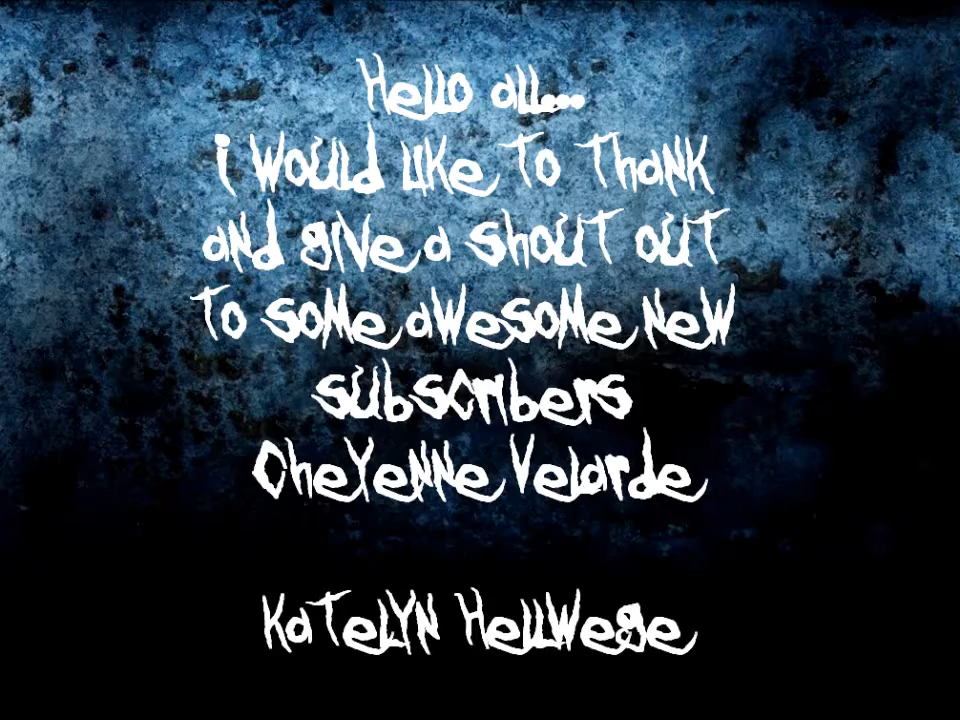 Hello all...
i would like to thank
and give a shout out
to some awesome new
subscribers
Cheyenne Velarde
Katelyn Hellwege